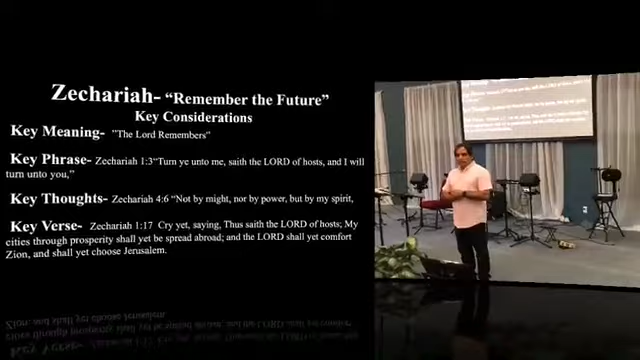 Zechariah- “Remember the Future”
Key Considerations
Key Meaning- "The Lord Remembers"
Key Phrase- Zechariah 1:3“Turn ye unto me, saith the LORD of hosts, and I will
turn unto you,”
Key Thoughts- Zechariah 4:6 “Not by might, nor by power, but by my spirit,
Key Verse- Zechariah 1:17 Cry yet, saying, Thus saith the LORD of hosts; My
cities through prosperity shall yet be spread abroad; and the LORD shall yet comfort
Zion, and shall yet choose Jerusalem.